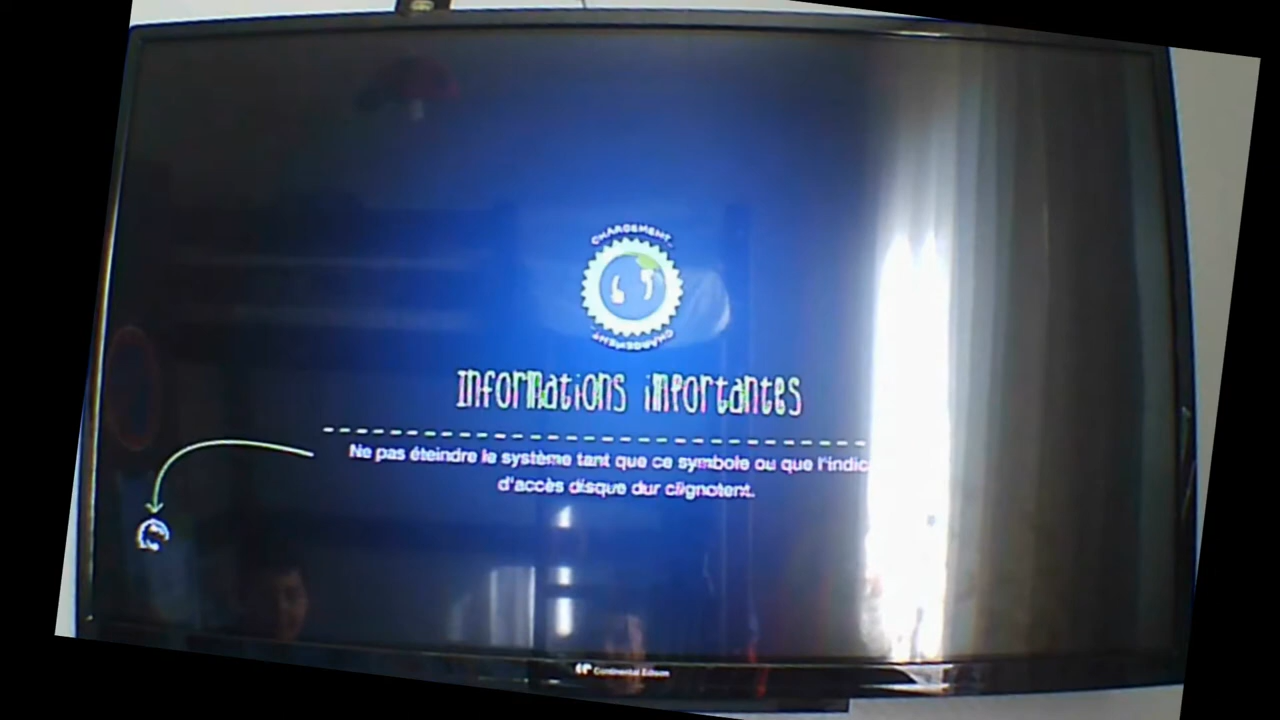 CHARGEMENT
CHARGEMENT
Informations importantes
Ne pas éteindre le système tant que ce symbole ou que l'indic
d'accès disque dur clignotent.
Continental Edison